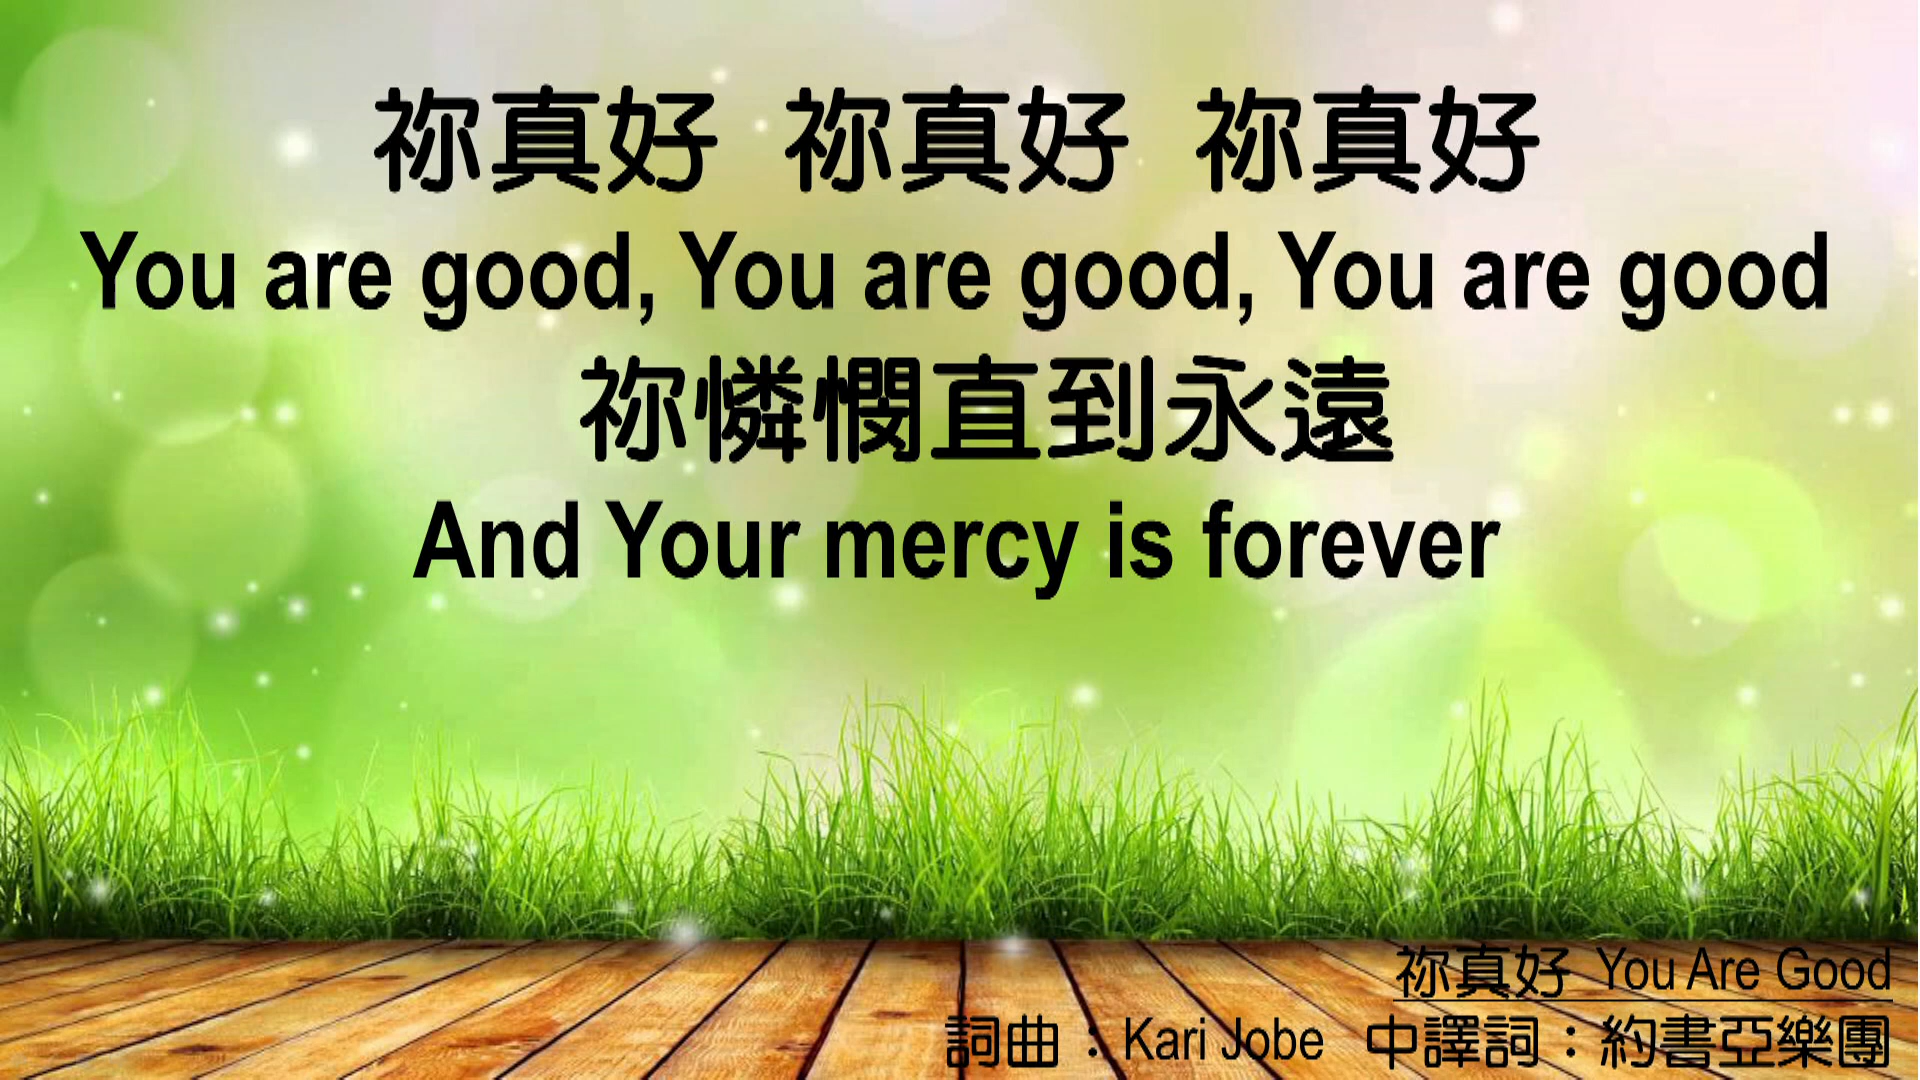 祢真好 祢真好 祢真好
You are good, You are good, You are good
祢憐憫直到永遠
And Your mercy is forever
祢真好 You Are Good
詞曲：Kari Jobe 中譯詞：約書亞樂團